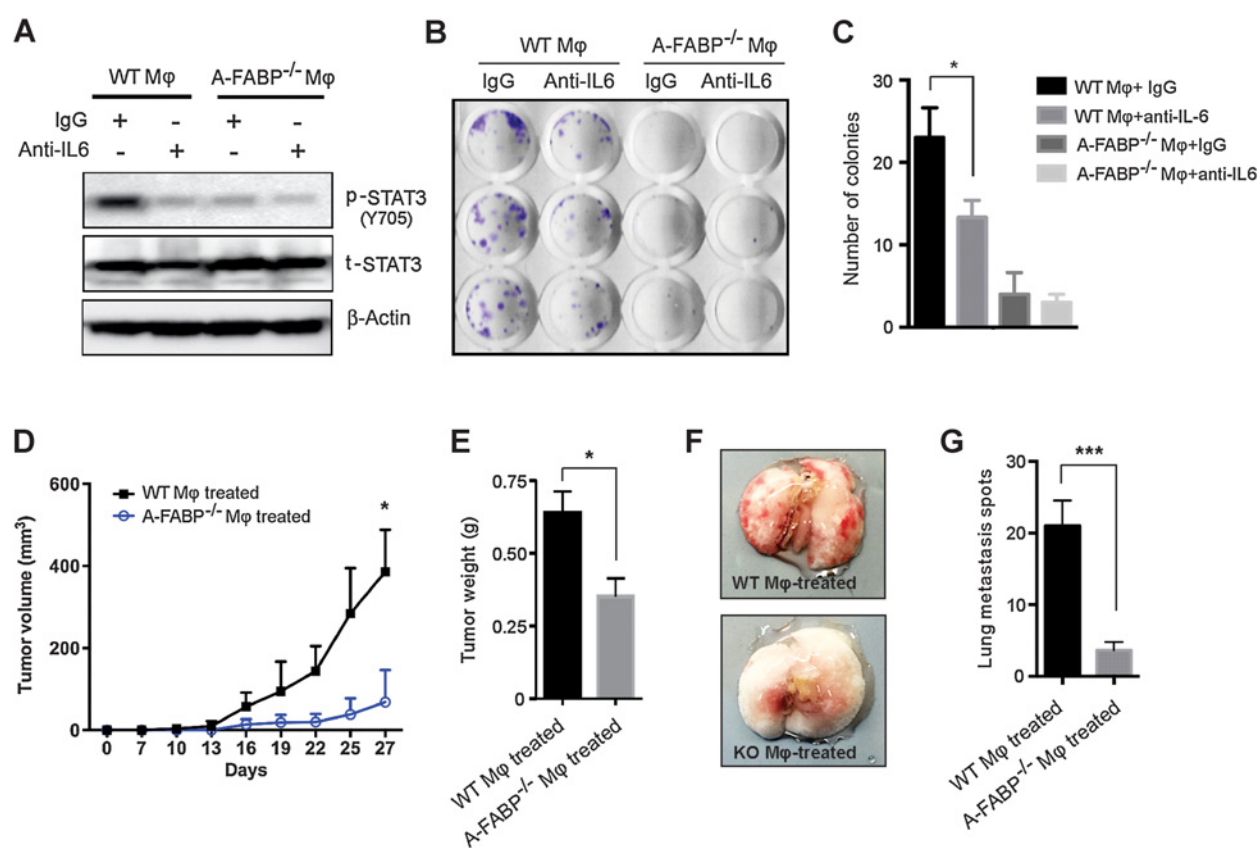 A
WT Mφ A-FABP⁻/⁻ Mφ
IgG + - + -
Anti-IL6 - + - +
p-STAT3
(Y705)
t-STAT3
β-Actin
B
WT Mφ A-FABP⁻/⁻ Mφ
IgG Anti-IL6 IgG Anti-IL6
C
Number of colonies
30
20
10
0
*
WT Mφ+ IgG
WT Mφ+anti-IL-6
A-FABP⁻/⁻ Mφ+IgG
A-FABP⁻/⁻ Mφ+anti-IL6
D
Tumor volume (mm³)
600
400
200
0
WT Mφ treated
A-FABP⁻/⁻ Mφ treated
*
0 7 10 13 16 19 22 25 27
Days
E
Tumor weight (g)
0.75
0.50
0.25
0
*
WT Mφ treated
A-FABP⁻/⁻ Mφ treated
F
WT Mφ-treated
KO Mφ-treated
G
Lung metastasis spots
30
20
10
0
***
WT Mφ treated
A-FABP⁻/⁻ Mφ treated